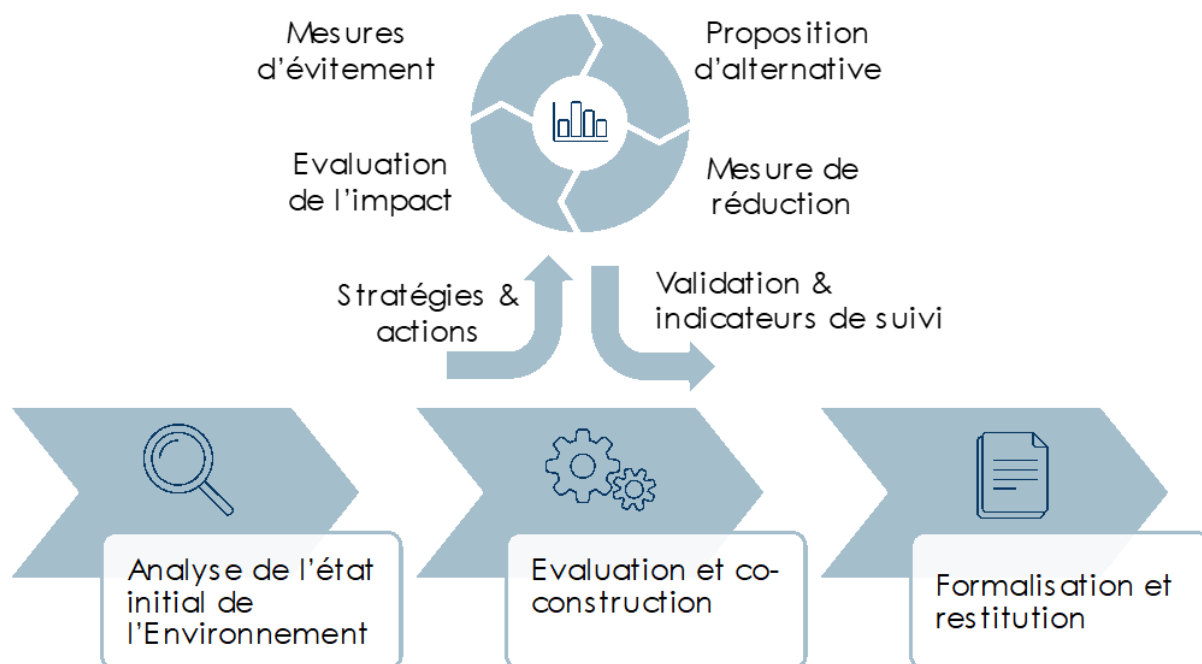 Mesures
d'évitement
Proposition
d'alternative
Evaluation
de l'impact
Mesure de
réduction
Stratégies &
actions
Validation &
indicateurs de suivi
Analyse de l'état
initial de
l'Environnement
Evaluation et co-
construction
Formalisation et
restitution